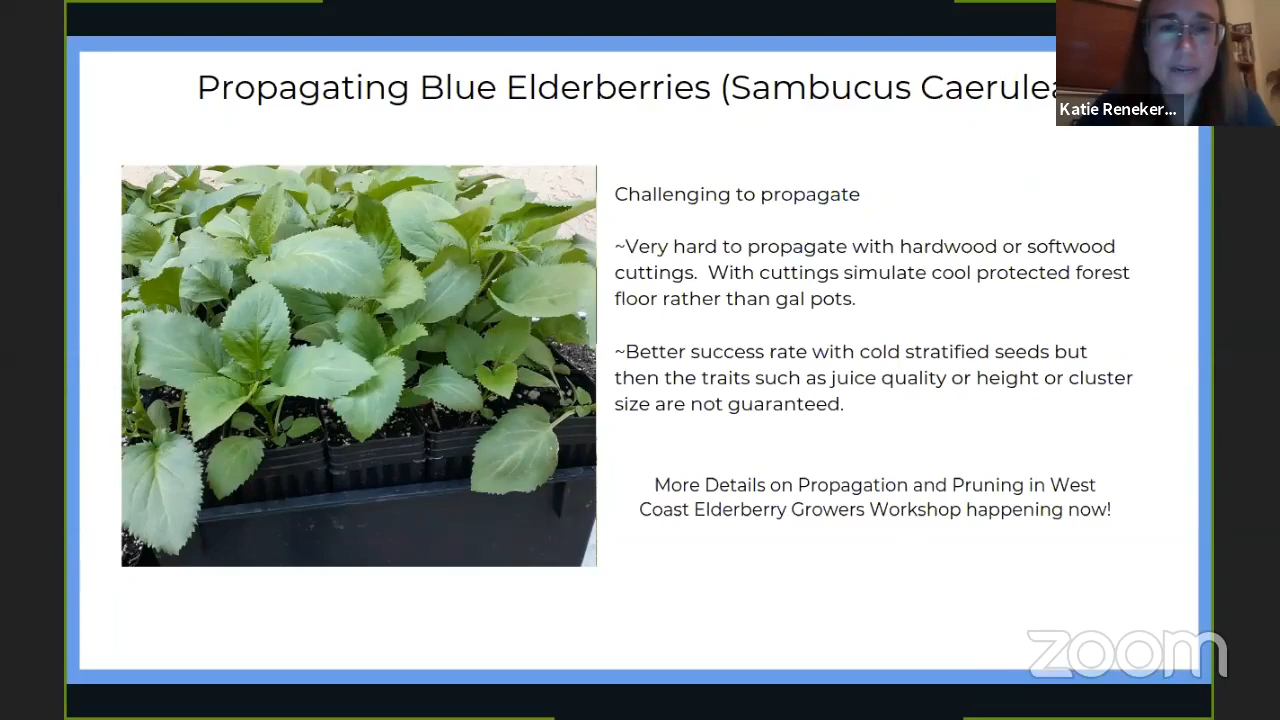 Propagating Blue Elderberries (Sambucus Caerulea
Katie Reneker...
Challenging to propagate
~Very hard to propagate with hardwood or softwood
cuttings. With cuttings simulate cool protected forest
floor rather than gal pots.
~Better success rate with cold stratified seeds but
then the traits such as juice quality or height or cluster
size are not guaranteed.
More Details on Propagation and Pruning in West
Coast Elderberry Growers Workshop happening now!
zoom